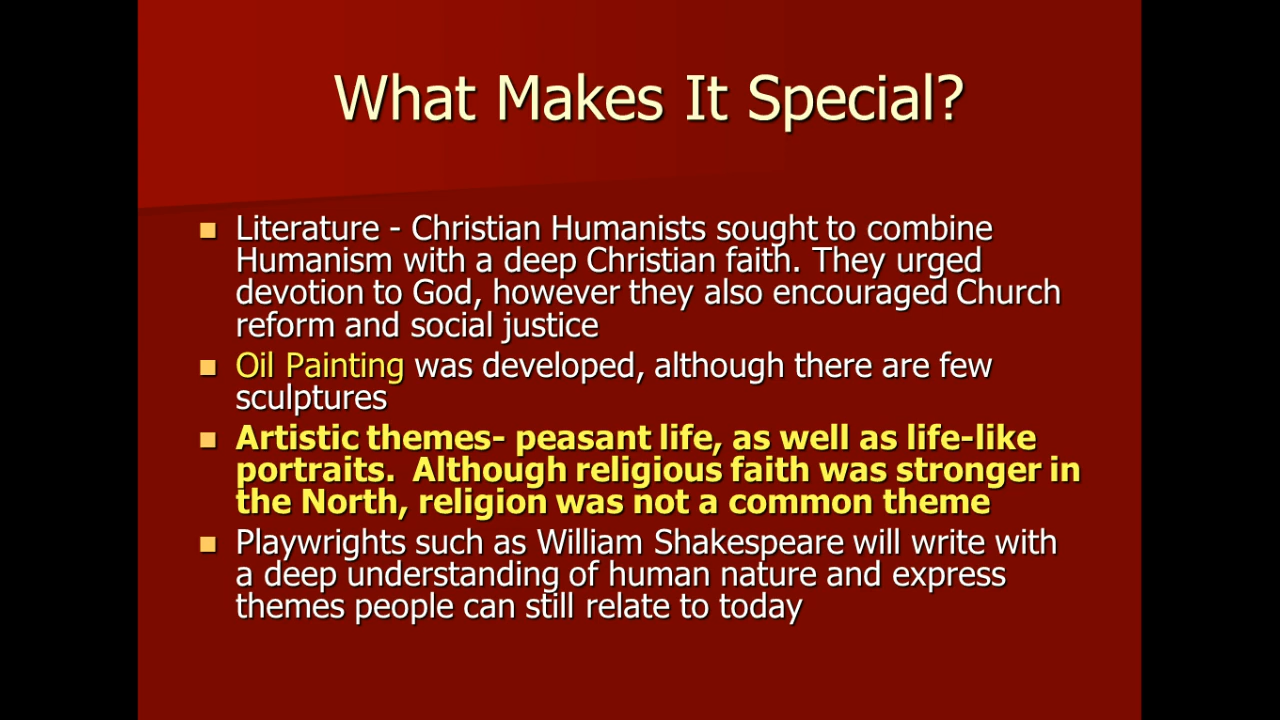 What Makes It Special?
Literature - Christian Humanists sought to combine
Humanism with a deep Christian faith. They urged
devotion to God, however they also encouraged Church
reform and social justice
Oil Painting was developed, although there are few
sculptures
Artistic themes- peasant life, as well as life-like
portraits.  Although religious faith was stronger in
the North, religion was not a common theme
Playwrights such as William Shakespeare will write with
a deep understanding of human nature and express
themes people can still relate to today